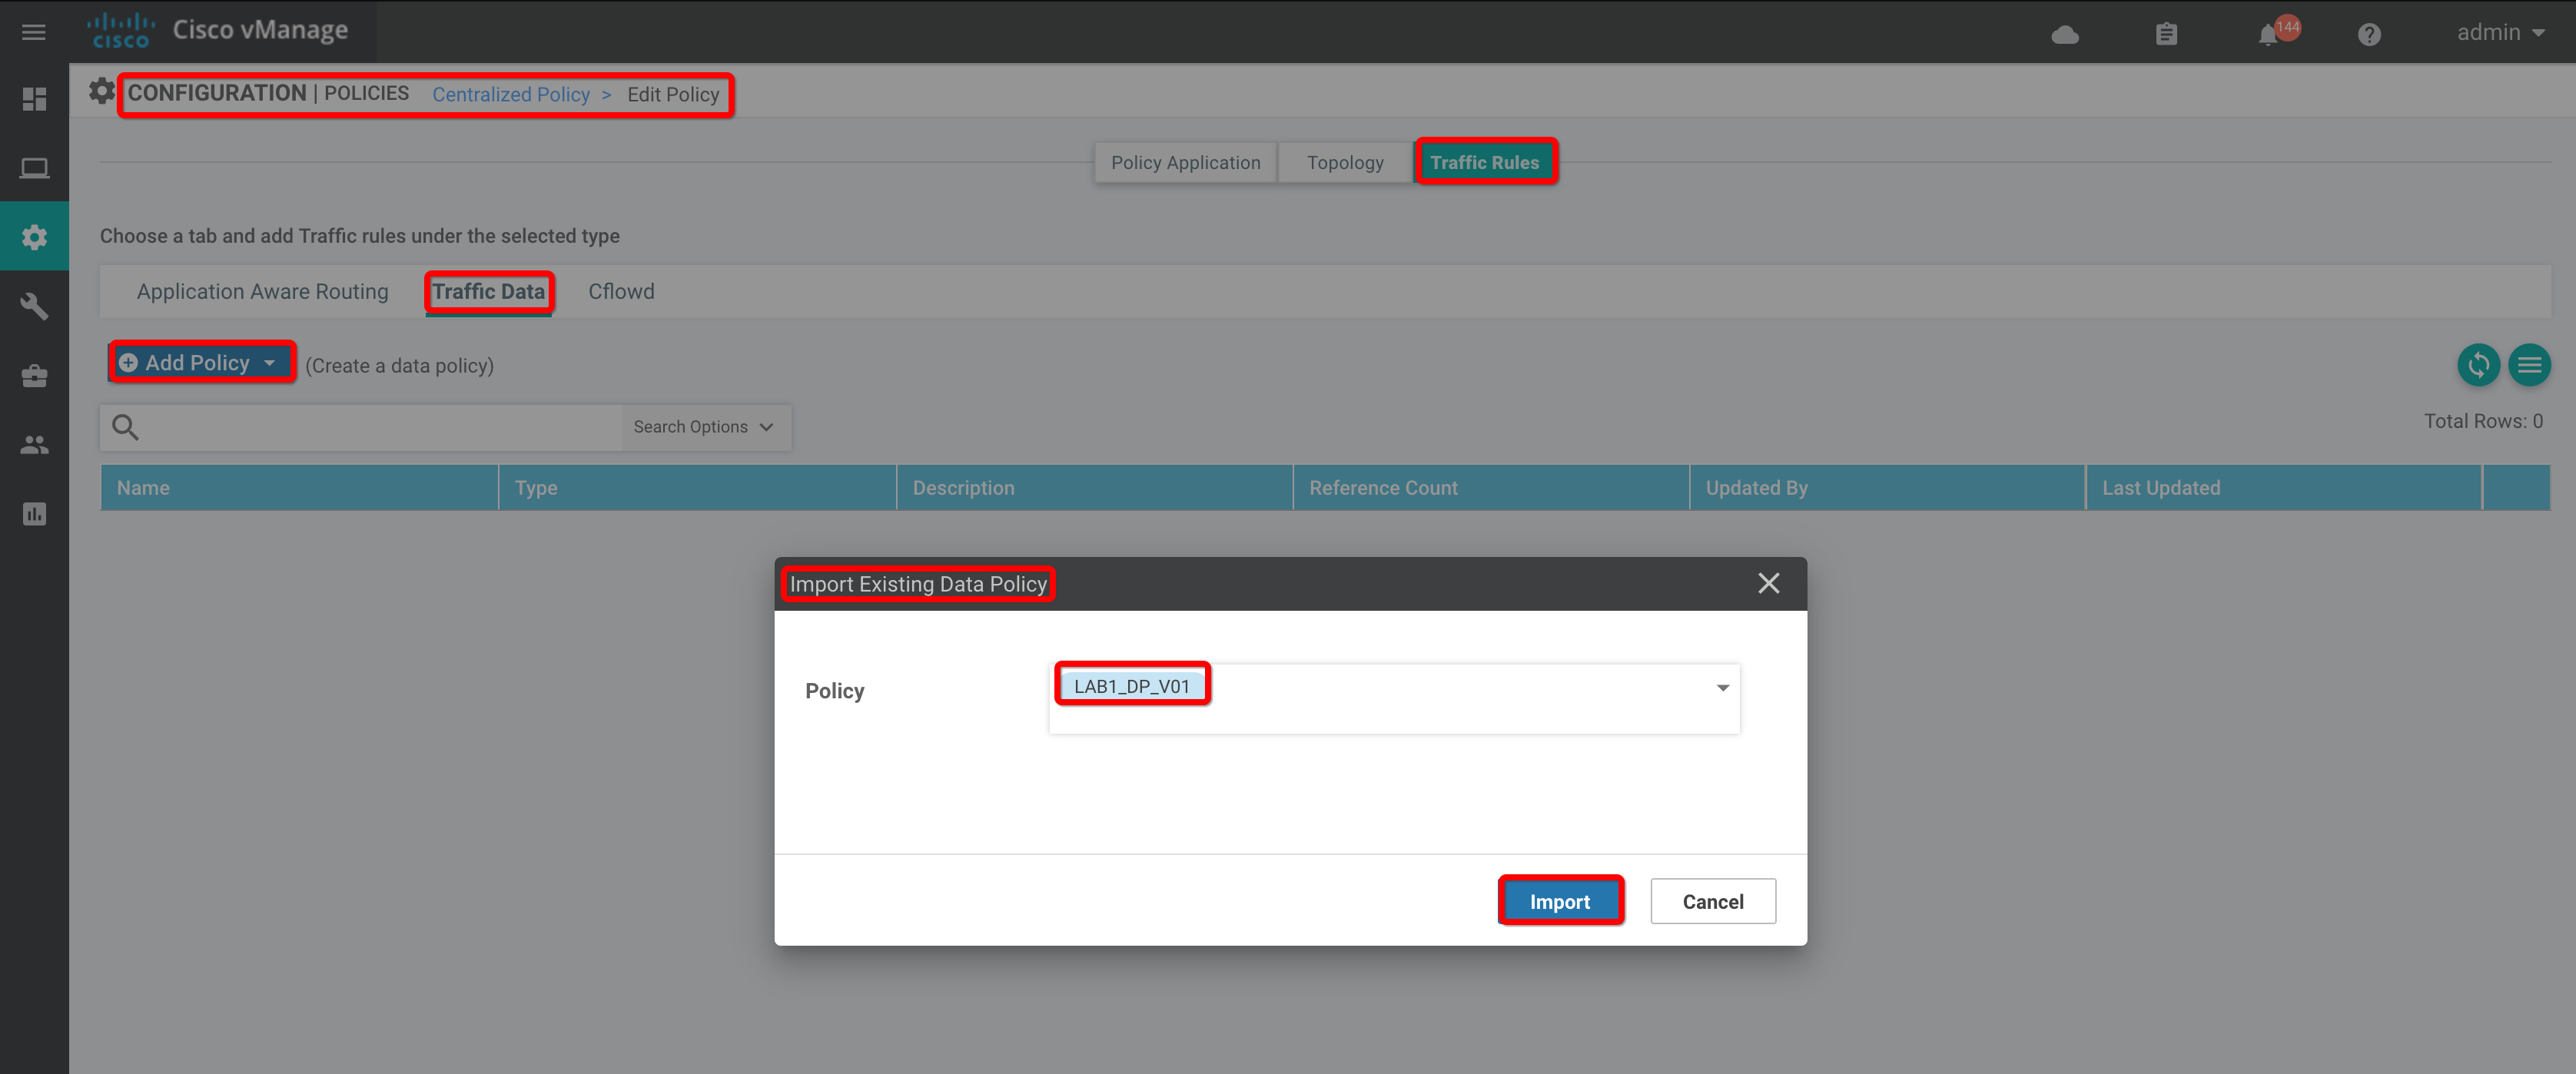 cisco Cisco vManage
144
admin
CONFIGURATION | POLICIES Centralized Policy > Edit Policy
Policy Application Topology Traffic Rules
Choose a tab and add Traffic rules under the selected type
Application Aware Routing Traffic Data Cflowd
Add Policy (Create a data policy)
Search Options
Total Rows: 0
Name Type Description Reference Count Updated By Last Updated
Import Existing Data Policy
Policy LAB1_DP_V01
Import Cancel